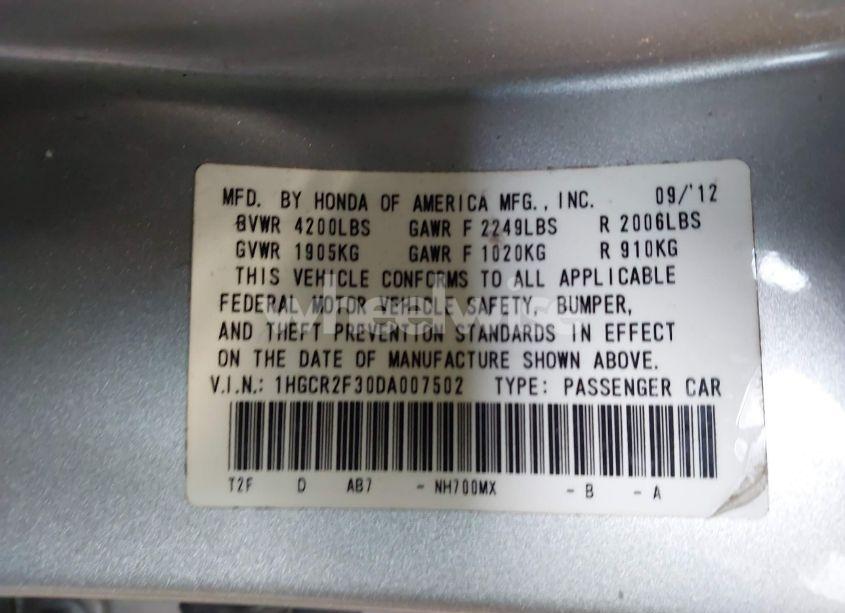 MFD. BY HONDA OF AMERICA MFG., INC. 09/'12
GVWR 4200LBS GAWR F 2249LBS R 2006LBS
GVWR 1905KG GAWR F 1020KG R 910KG
THIS VEHICLE CONFORMS TO ALL APPLICABLE
FEDERAL MOTOR VEHICLE SAFETY, BUMPER,
AND THEFT PREVENTION STANDARDS IN EFFECT
ON THE DATE OF MANUFACTURE SHOWN ABOVE.
V.I.N.: 1HGCR2F30DA007502 TYPE: PASSENGER CAR
T2F D AB7 - NH700MX - B - A